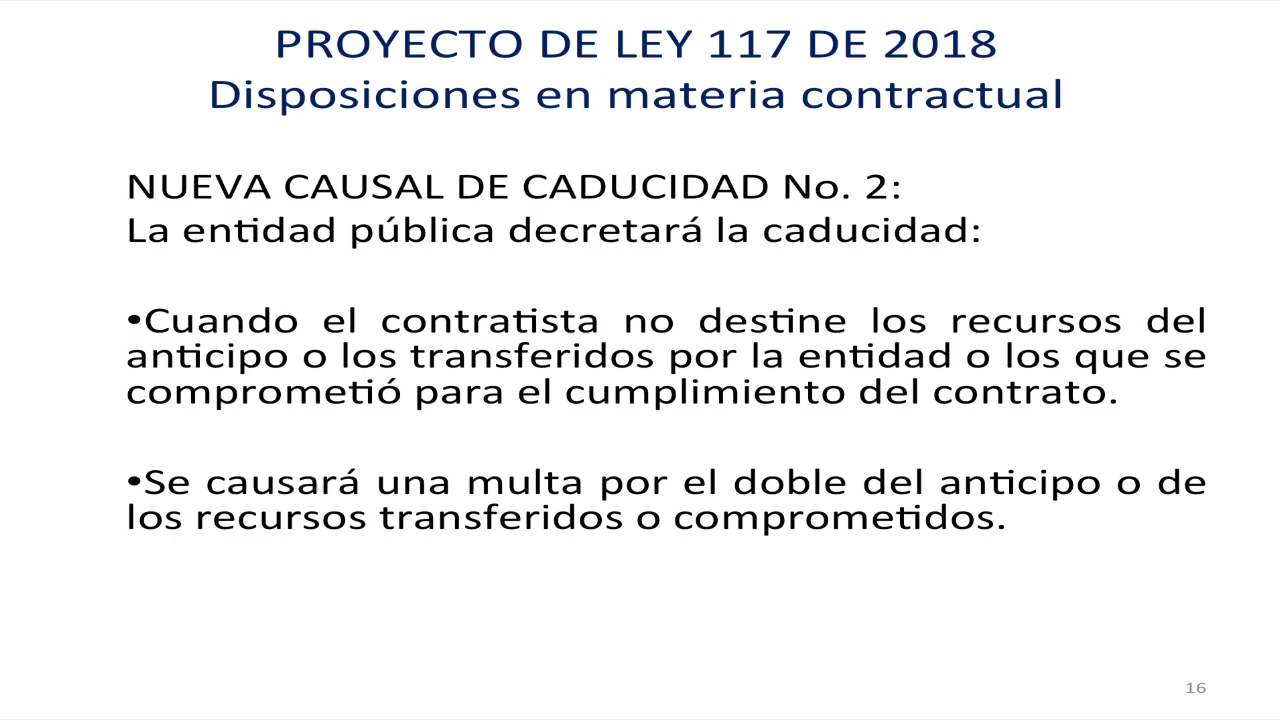 PROYECTO DE LEY 117 DE 2018
Disposiciones en materia contractual
NUEVA CAUSAL DE CADUCIDAD No. 2:
La entidad pública decretará la caducidad:
•Cuando el contratista no destine los recursos del
anticipo o los transferidos por la entidad o los que se
comprometió para el cumplimiento del contrato.
•Se causará una multa por el doble del anticipo o de
los recursos transferidos o comprometidos.
16